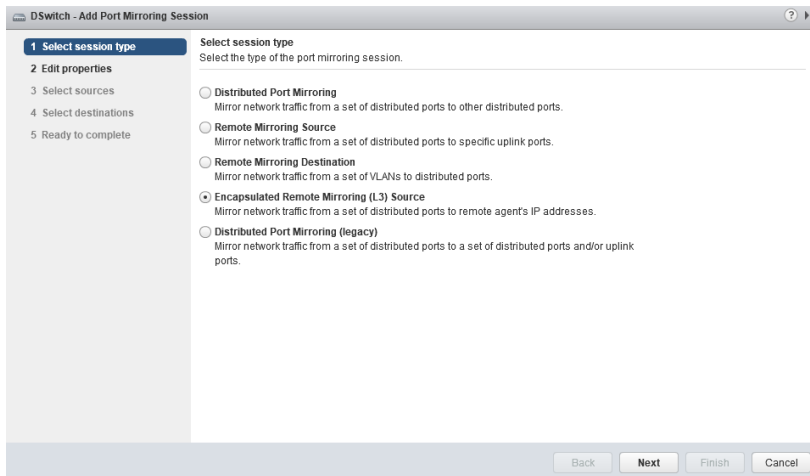 DSwitch - Add Port Mirroring Session
?
1 Select session type
2 Edit properties
3 Select sources
4 Select destinations
5 Ready to complete
Select session type
Select the type of the port mirroring session.
Distributed Port Mirroring
Mirror network traffic from a set of distributed ports to other distributed ports.
Remote Mirroring Source
Mirror network traffic from a set of distributed ports to specific uplink ports.
Remote Mirroring Destination
Mirror network traffic from a set of VLANs to distributed ports.
Encapsulated Remote Mirroring (L3) Source
Mirror network traffic from a set of distributed ports to remote agent's IP addresses.
Distributed Port Mirroring (legacy)
Mirror network traffic from a set of distributed ports to a set of distributed ports and/or uplink
ports.
Back Next Finish Cancel